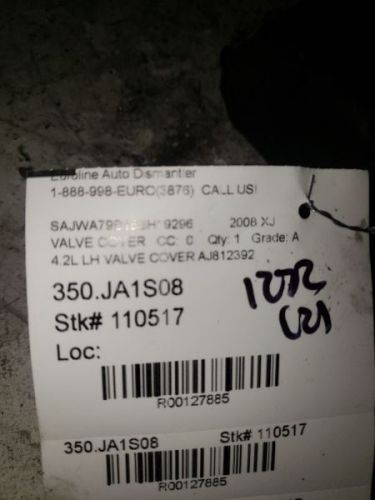 Euroline Auto Dismantler
1-888-998-EURO(3876) CALL US!
2008 XJ
VALVE COVER CC: 0 Qty: 1 Grade: A
4.2L LH VALVE COVER AJ812392
350.JA1S08
Stk# 110517
Loc:
R00127885
350.JA1S08 Stk# 110517
R00127885